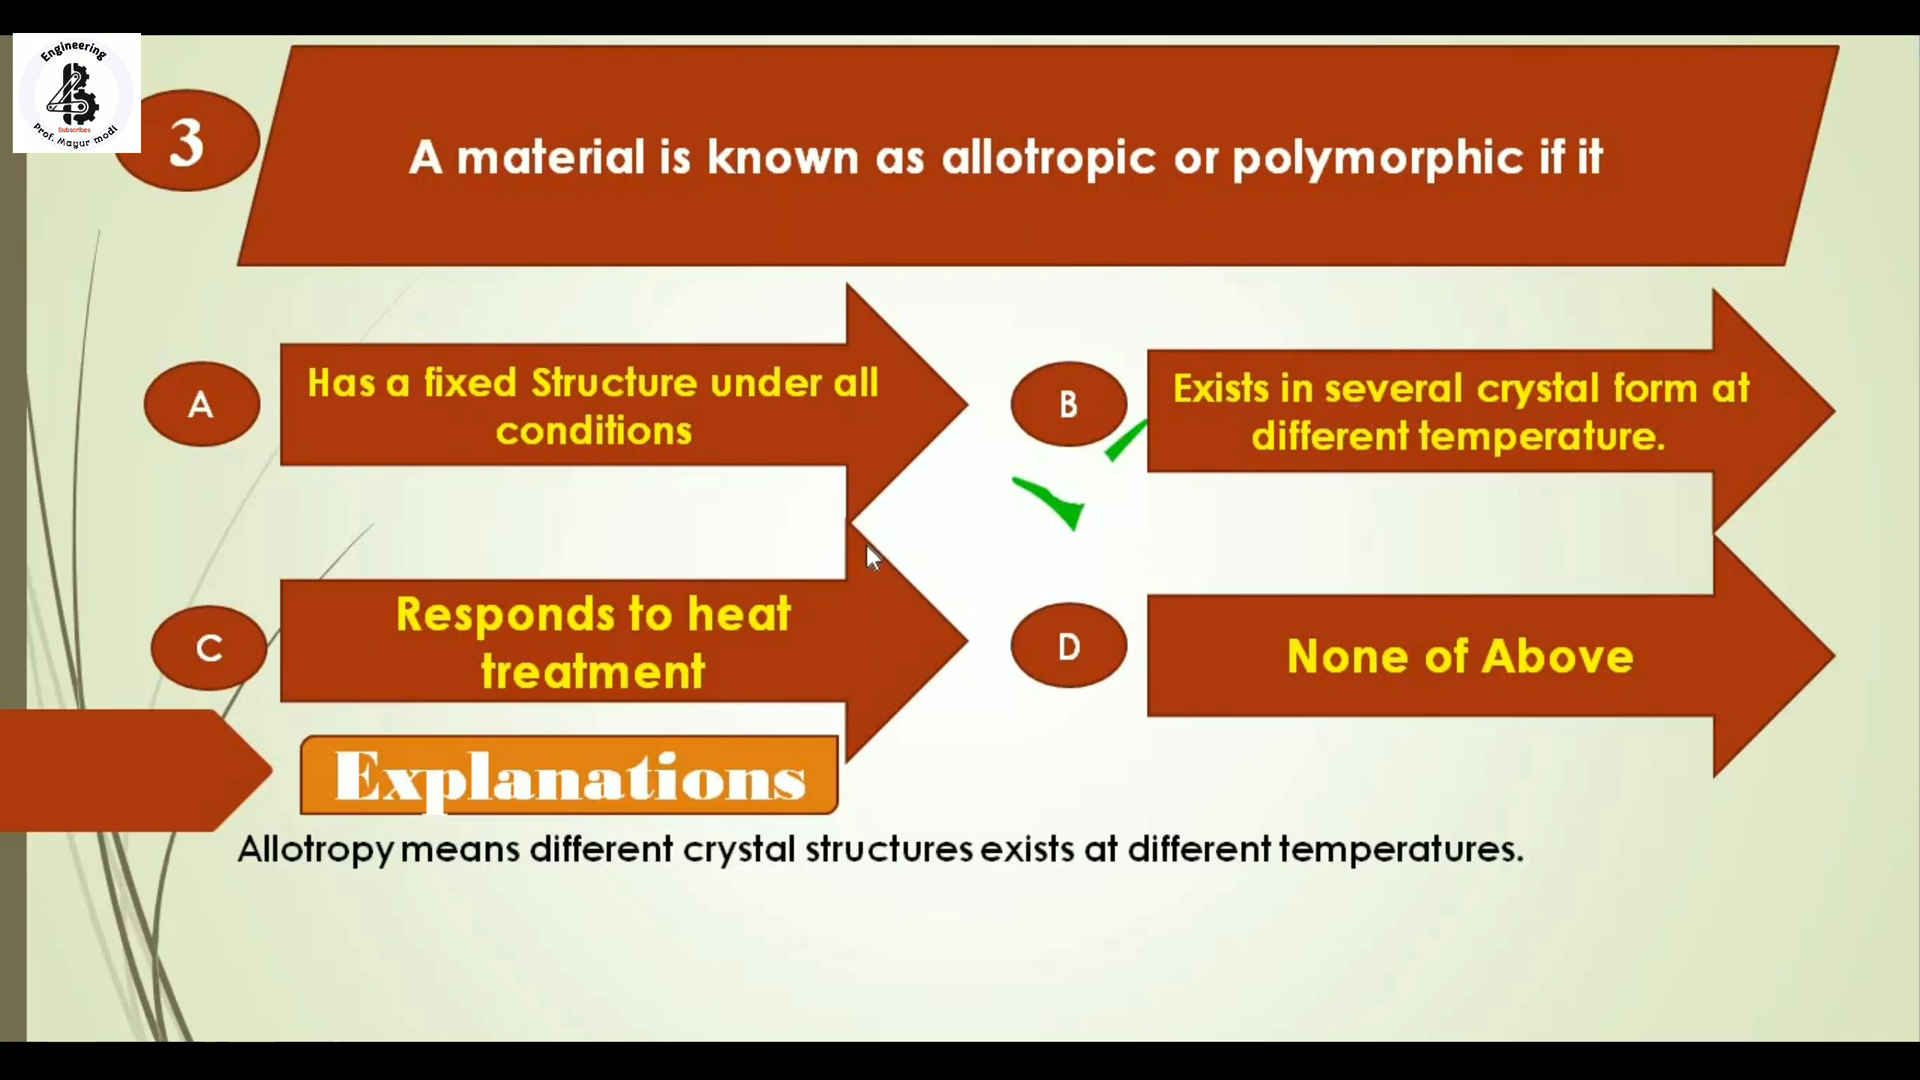 Engineering
Subscribes
Prof. Mayur modi
3
A material is known as allotropic or polymorphic if it
A
Has a fixed Structure under all
conditions
B
Exists in several crystal form at
different temperature.
C
Responds to heat
treatment
D
None of Above
Explanations
Allotropy means different crystal structures exists at different temperatures.